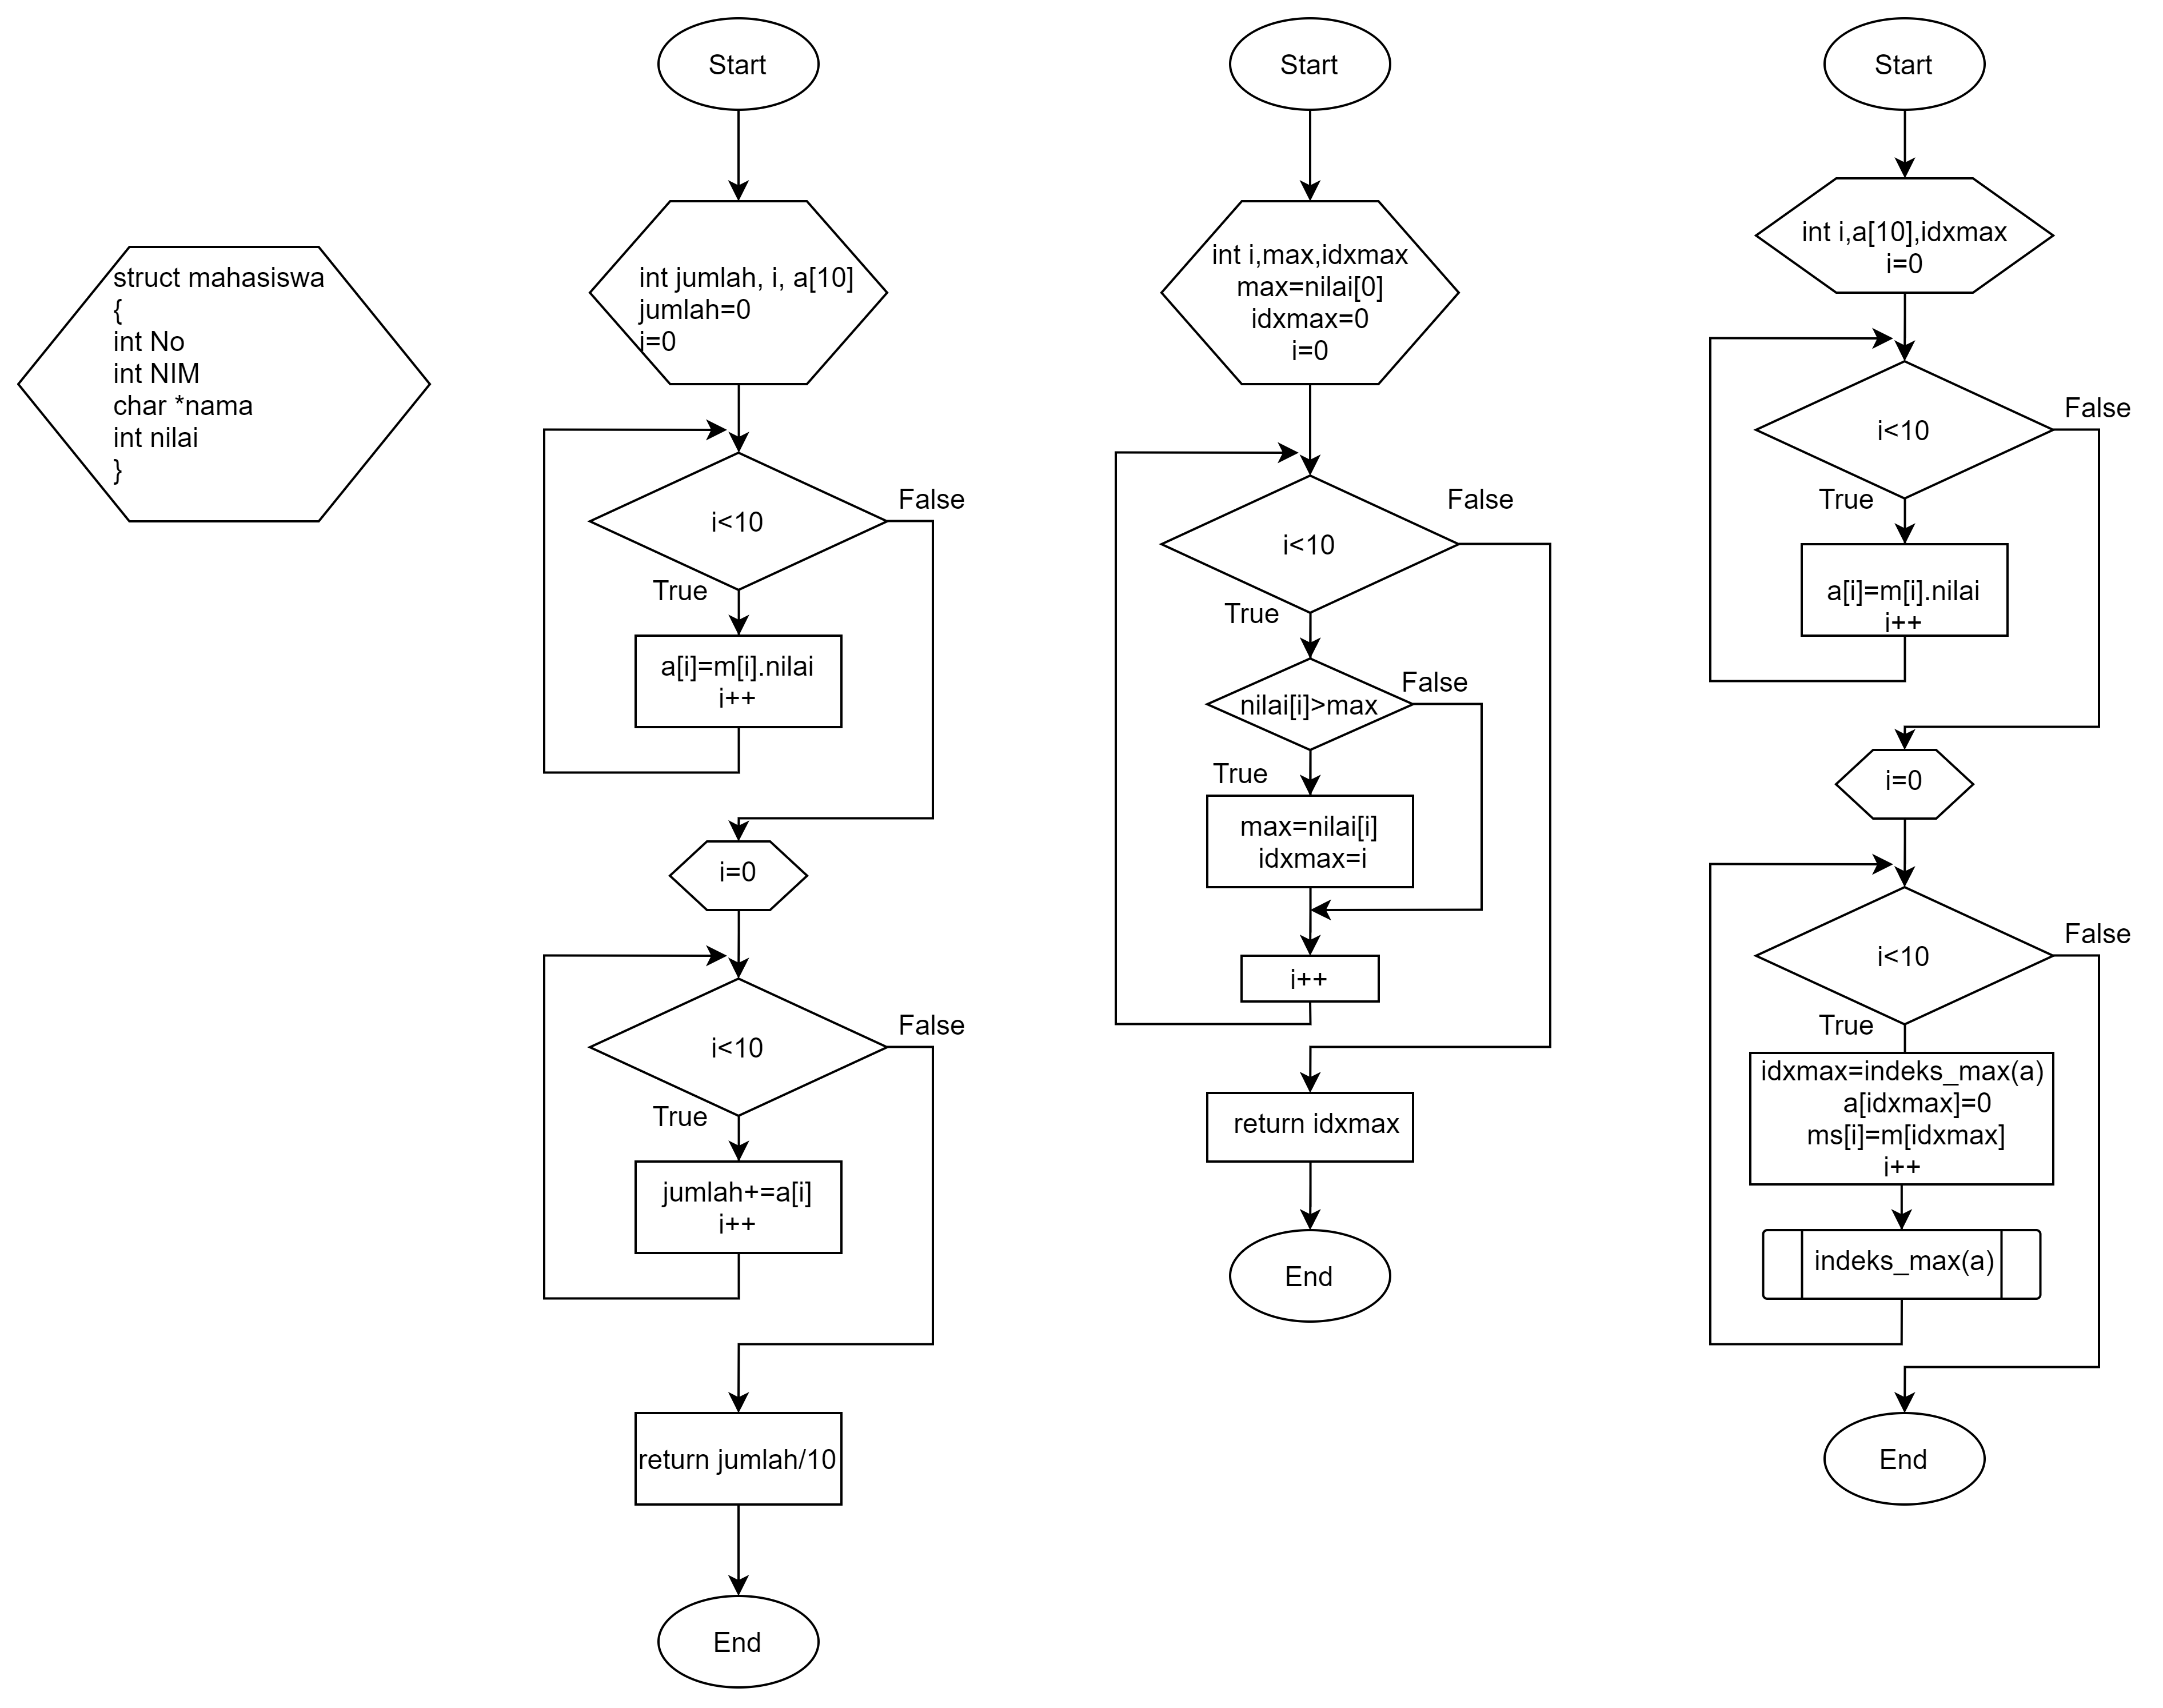 struct mahasiswa
{
int No
int NIM
char *nama
int nilai
}
Start
int jumlah, i, a[10]
jumlah=0
i=0
i<10
False
True
a[i]=m[i].nilai
i++
i=0
i<10
False
True
jumlah+=a[i]
i++
return jumlah/10
End
Start
int i,max,idxmax
max=nilai[0]
idxmax=0
i=0
i<10
False
True
nilai[i]>max
False
True
max=nilai[i]
idxmax=i
i++
return idxmax
End
Start
int i,a[10],idxmax
i=0
i<10
False
True
a[i]=m[i].nilai
i++
i=0
i<10
False
True
idxmax=indeks_max(a)
a[idxmax]=0
ms[i]=m[idxmax]
i++
indeks_max(a)
End